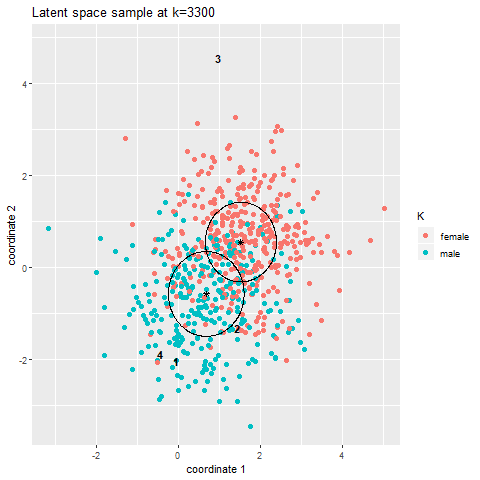 Latent space sample at k=3300
3
4
2
0
-2
coordinate 2
2
4
1
-2
0
2
4
coordinate 1
K
female
male